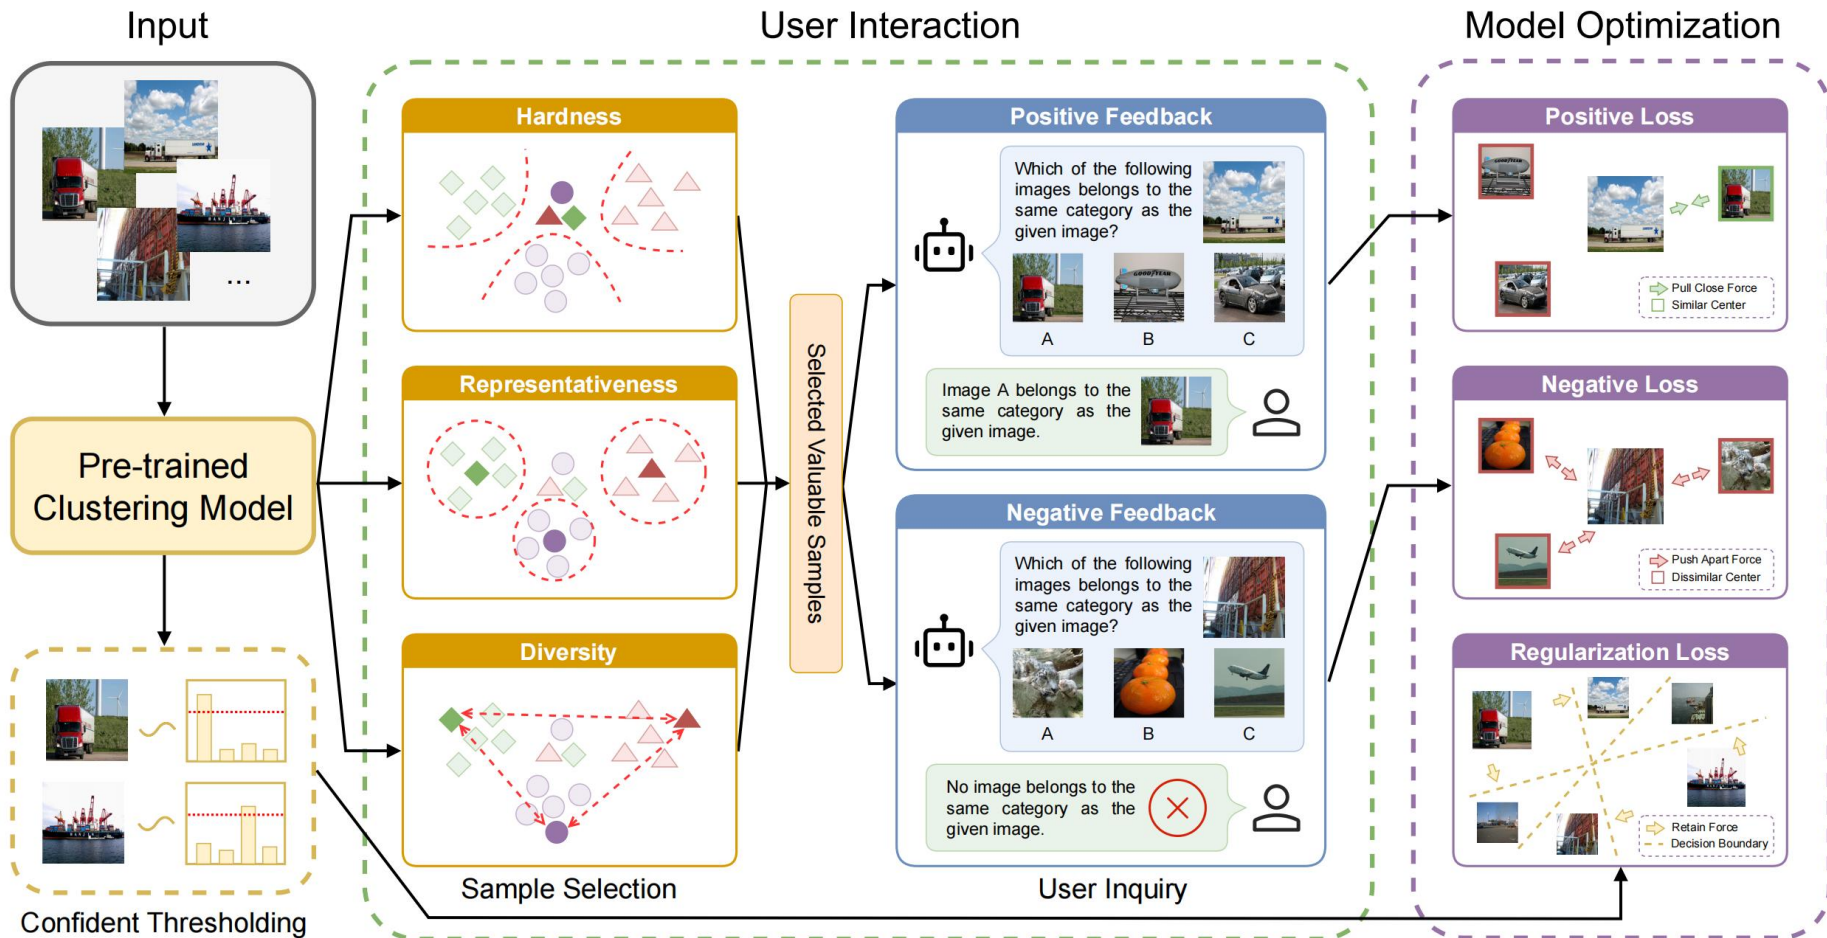 Input
User Interaction
Model Optimization
...
Pre-trained
Clustering Model
Confident Thresholding
Hardness
Representativeness
Diversity
Sample Selection
Selected Valuable Samples
Positive Feedback
Which of the following
images belongs to the
same category as the
given image?
GOODYEAR
A
B
C
Image A belongs to the
same category as the
given image.
Negative Feedback
Which of the following
images belongs to the
same category as the
given image?
A
B
C
No image belongs to the
same category as the
given image.
User Inquiry
Positive Loss
GOODYEAR
Pull Close Force
Similar Center
Negative Loss
Push Apart Force
Dissimilar Center
Regularization Loss
Retain Force
Decision Boundary